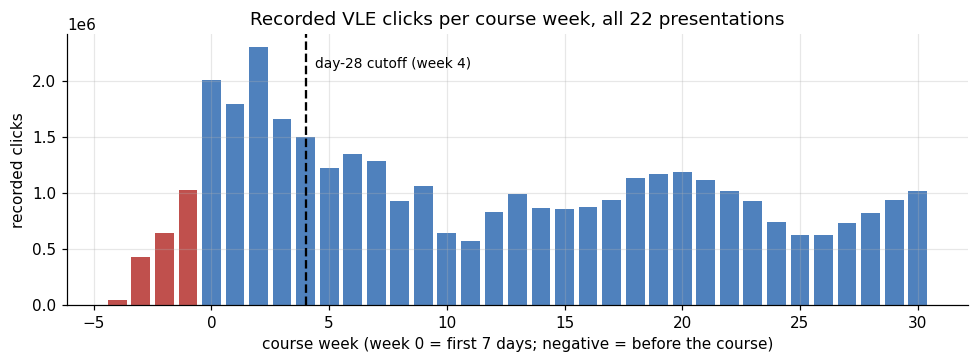 Recorded VLE clicks per course week, all 22 presentations
1e6
day-28 cutoff (week 4)
2.0
1.5
1.0
0.5
0.0
recorded clicks
−5 0 5 10 15 20 25 30
course week (week 0 = first 7 days; negative = before the course)